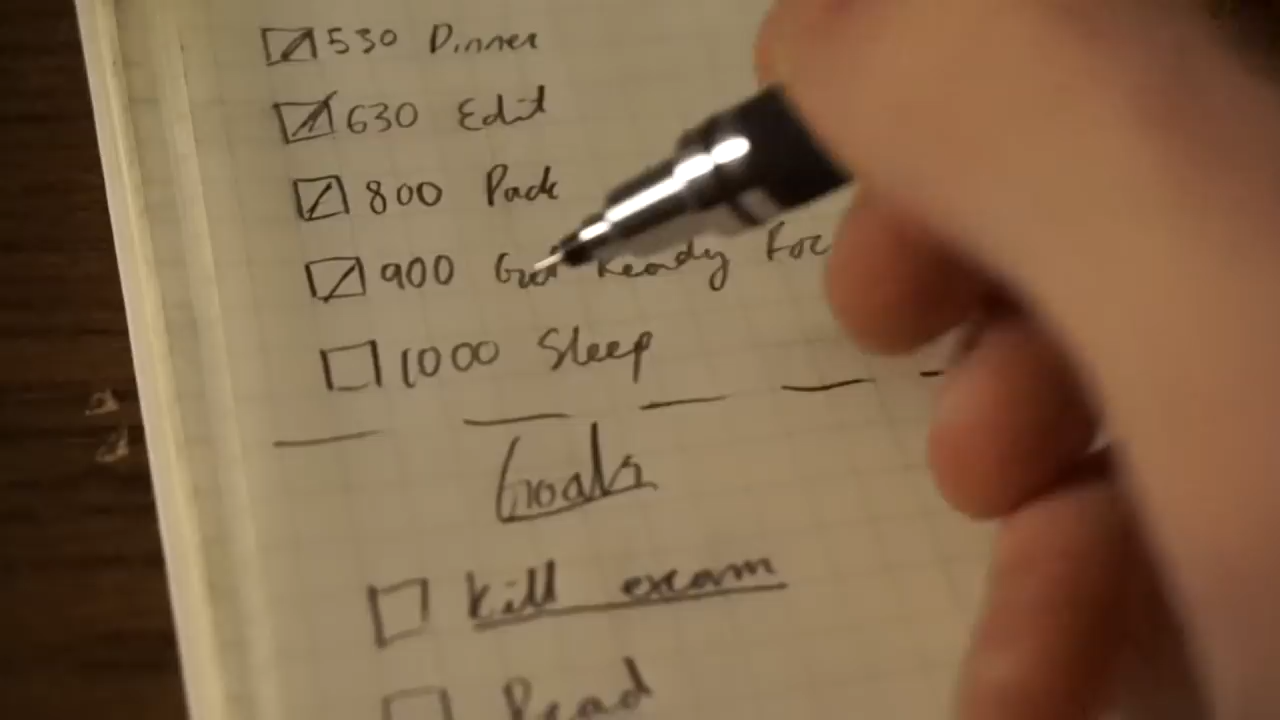 530 Dinner
630 Edit
800 Pack
900 Get Ready For
1000 Sleep
Goals
Kill exam
Read